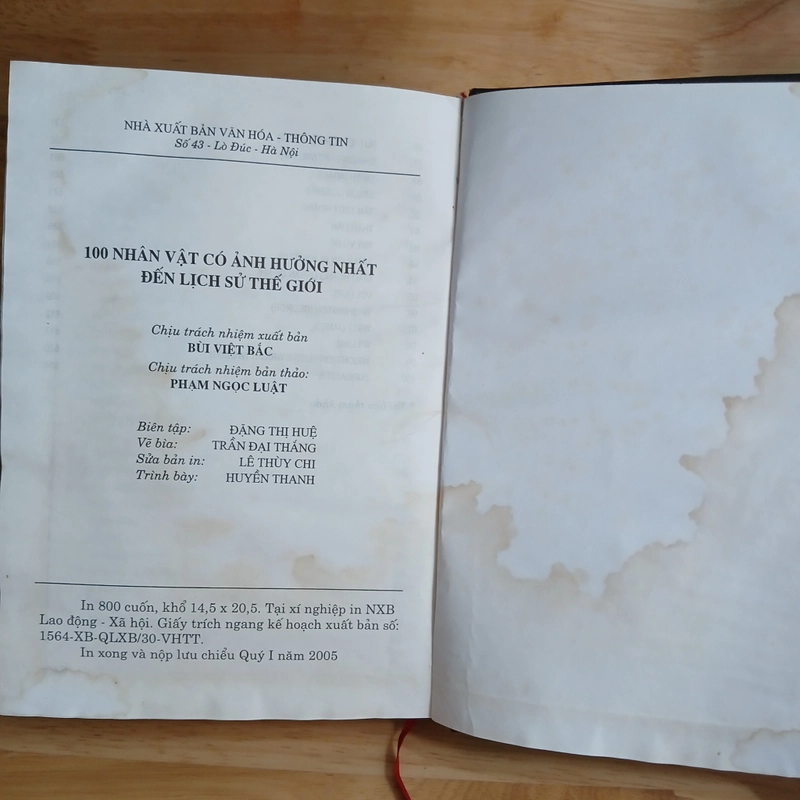 NHÀ XUẤT BẢN VĂN HÓA - THÔNG TIN
Số 43 - Lò Đúc - Hà Nội
100 NHÂN VẬT CÓ ẢNH HƯỞNG NHẤT
ĐẾN LỊCH SỬ THẾ GIỚI
Chịu trách nhiệm xuất bản
BÙI VIỆT BẮC
Chịu trách nhiệm bản thảo:
PHẠM NGỌC LUẬT
Biên tập: ĐẶNG THỊ HUỆ
Vẽ bìa: TRẦN ĐẠI THẮNG
Sửa bản in: LÊ THÙY CHI
Trình bày: HUYỀN THANH
In 800 cuốn, khổ 14,5 x 20,5. Tại xí nghiệp in NXB
Lao động - Xã hội. Giấy trích ngang kế hoạch xuất bản số:
1564-XB-QLXB/30-VHTT.
In xong và nộp lưu chiểu Quý I năm 2005